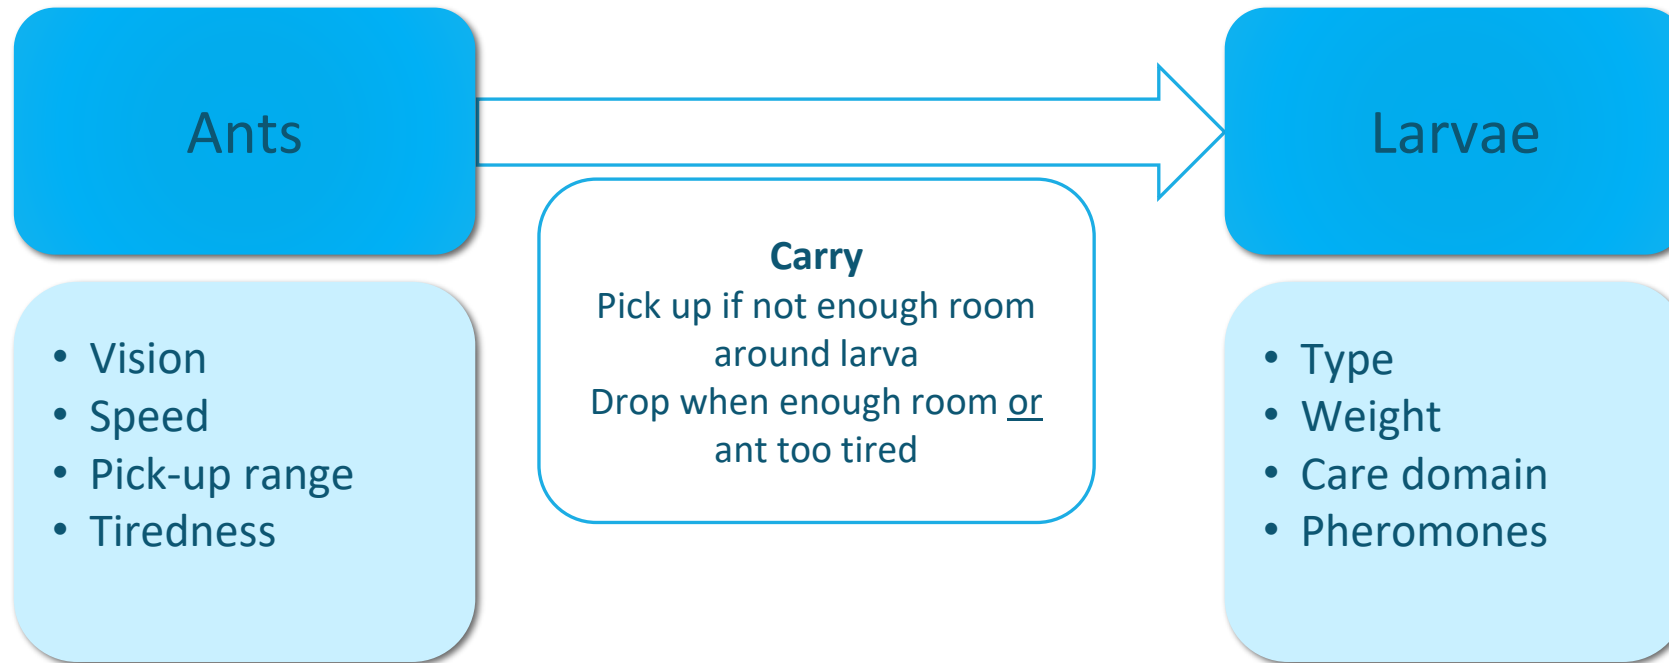 Ants
Larvae
Carry
Pick up if not enough room
around larva
Drop when enough room or
ant too tired
• Vision
• Speed
• Pick-up range
• Tiredness
• Type
• Weight
• Care domain
• Pheromones